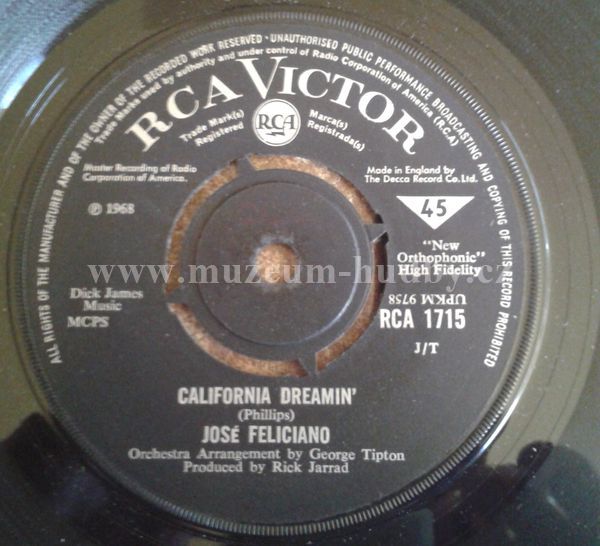 ALL RIGHTS OF THE MANUFACTURER AND OF THE OWNER OF THE RECORDED WORK RESERVED · UNAUTHORISED PUBLIC PERFORMANCE BROADCASTING AND COPYING OF THIS RECORD PROHIBITED
Trade Marks used by authority and under control of Radio Corporation of America (R.C.A)
RCA VICTOR
Trade Mark(s)
Registered
RCA
Marca(s)
Registrada(s)
Master Recording of Radio
Corporation of America.
Made in England by
The Decca Record Co. Ltd.
℗ 1968
45
"New
Orthophonic"
High Fidelity
www.muzeum-hudby.cz
Dick James
Music
MCPS
UPKM 9758
RCA 1715
J/T
CALIFORNIA DREAMIN'
(Phillips)
JOSÉ FELICIANO
Orchestra Arrangement by George Tipton
Produced by Rick Jarrad